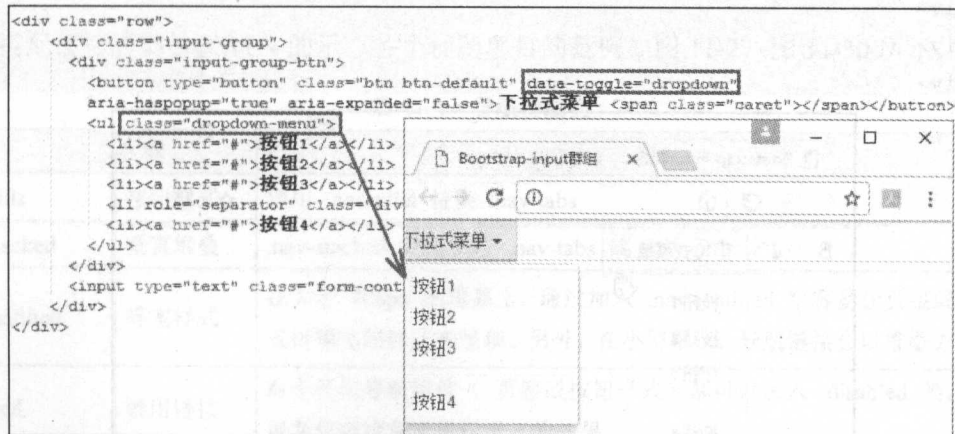 <div class="row">
<div class="input-group">
<div class="input-group-btn">
<button type="button" class="btn btn-default" data-toggle="dropdown"
aria-haspopup="true" aria-expanded="false">下拉式菜单 <span class="caret"></span></button>
<ul class="dropdown-menu">
<li><a href="#">按钮1</a></li>
<li><a href="#">按钮2</a></li>
<li><a href="#">按钮3</a></li>
<li role="separator" class="div
<li><a href="#">按钮4</a></li>
</ul>
</div>
<input type="text" class="form-cont
</div>
</div>
Bootstrap-input群组
下拉式菜单
按钮1
按钮2
按钮3
按钮4